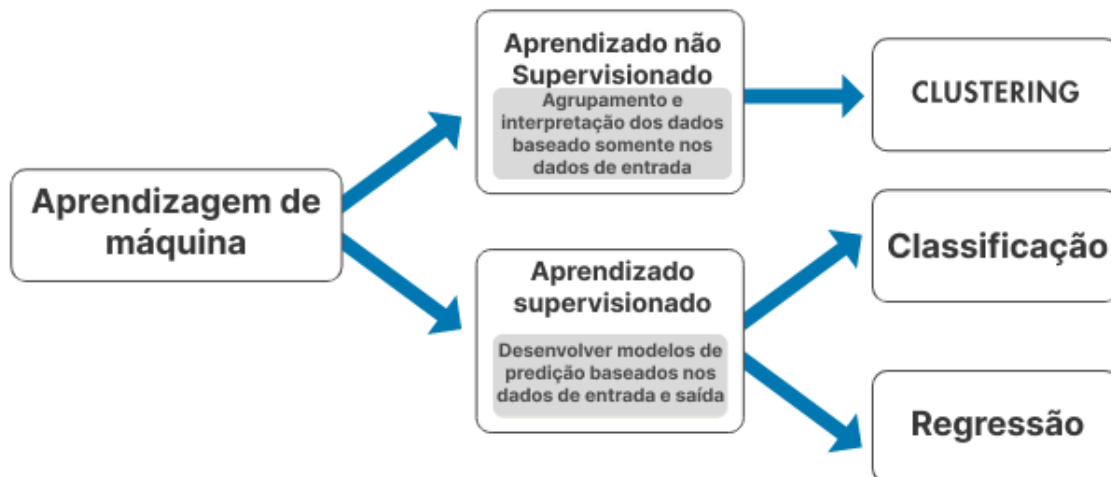 Aprendizado não
Supervisionado
Agrupamento e
interpretação dos dados
baseado somente nos
dados de entrada
CLUSTERING
Aprendizagem de
máquina
Classificação
Aprendizado
supervisionado
Desenvolver modelos de
predição baseados nos
dados de entrada e saída
Regressão